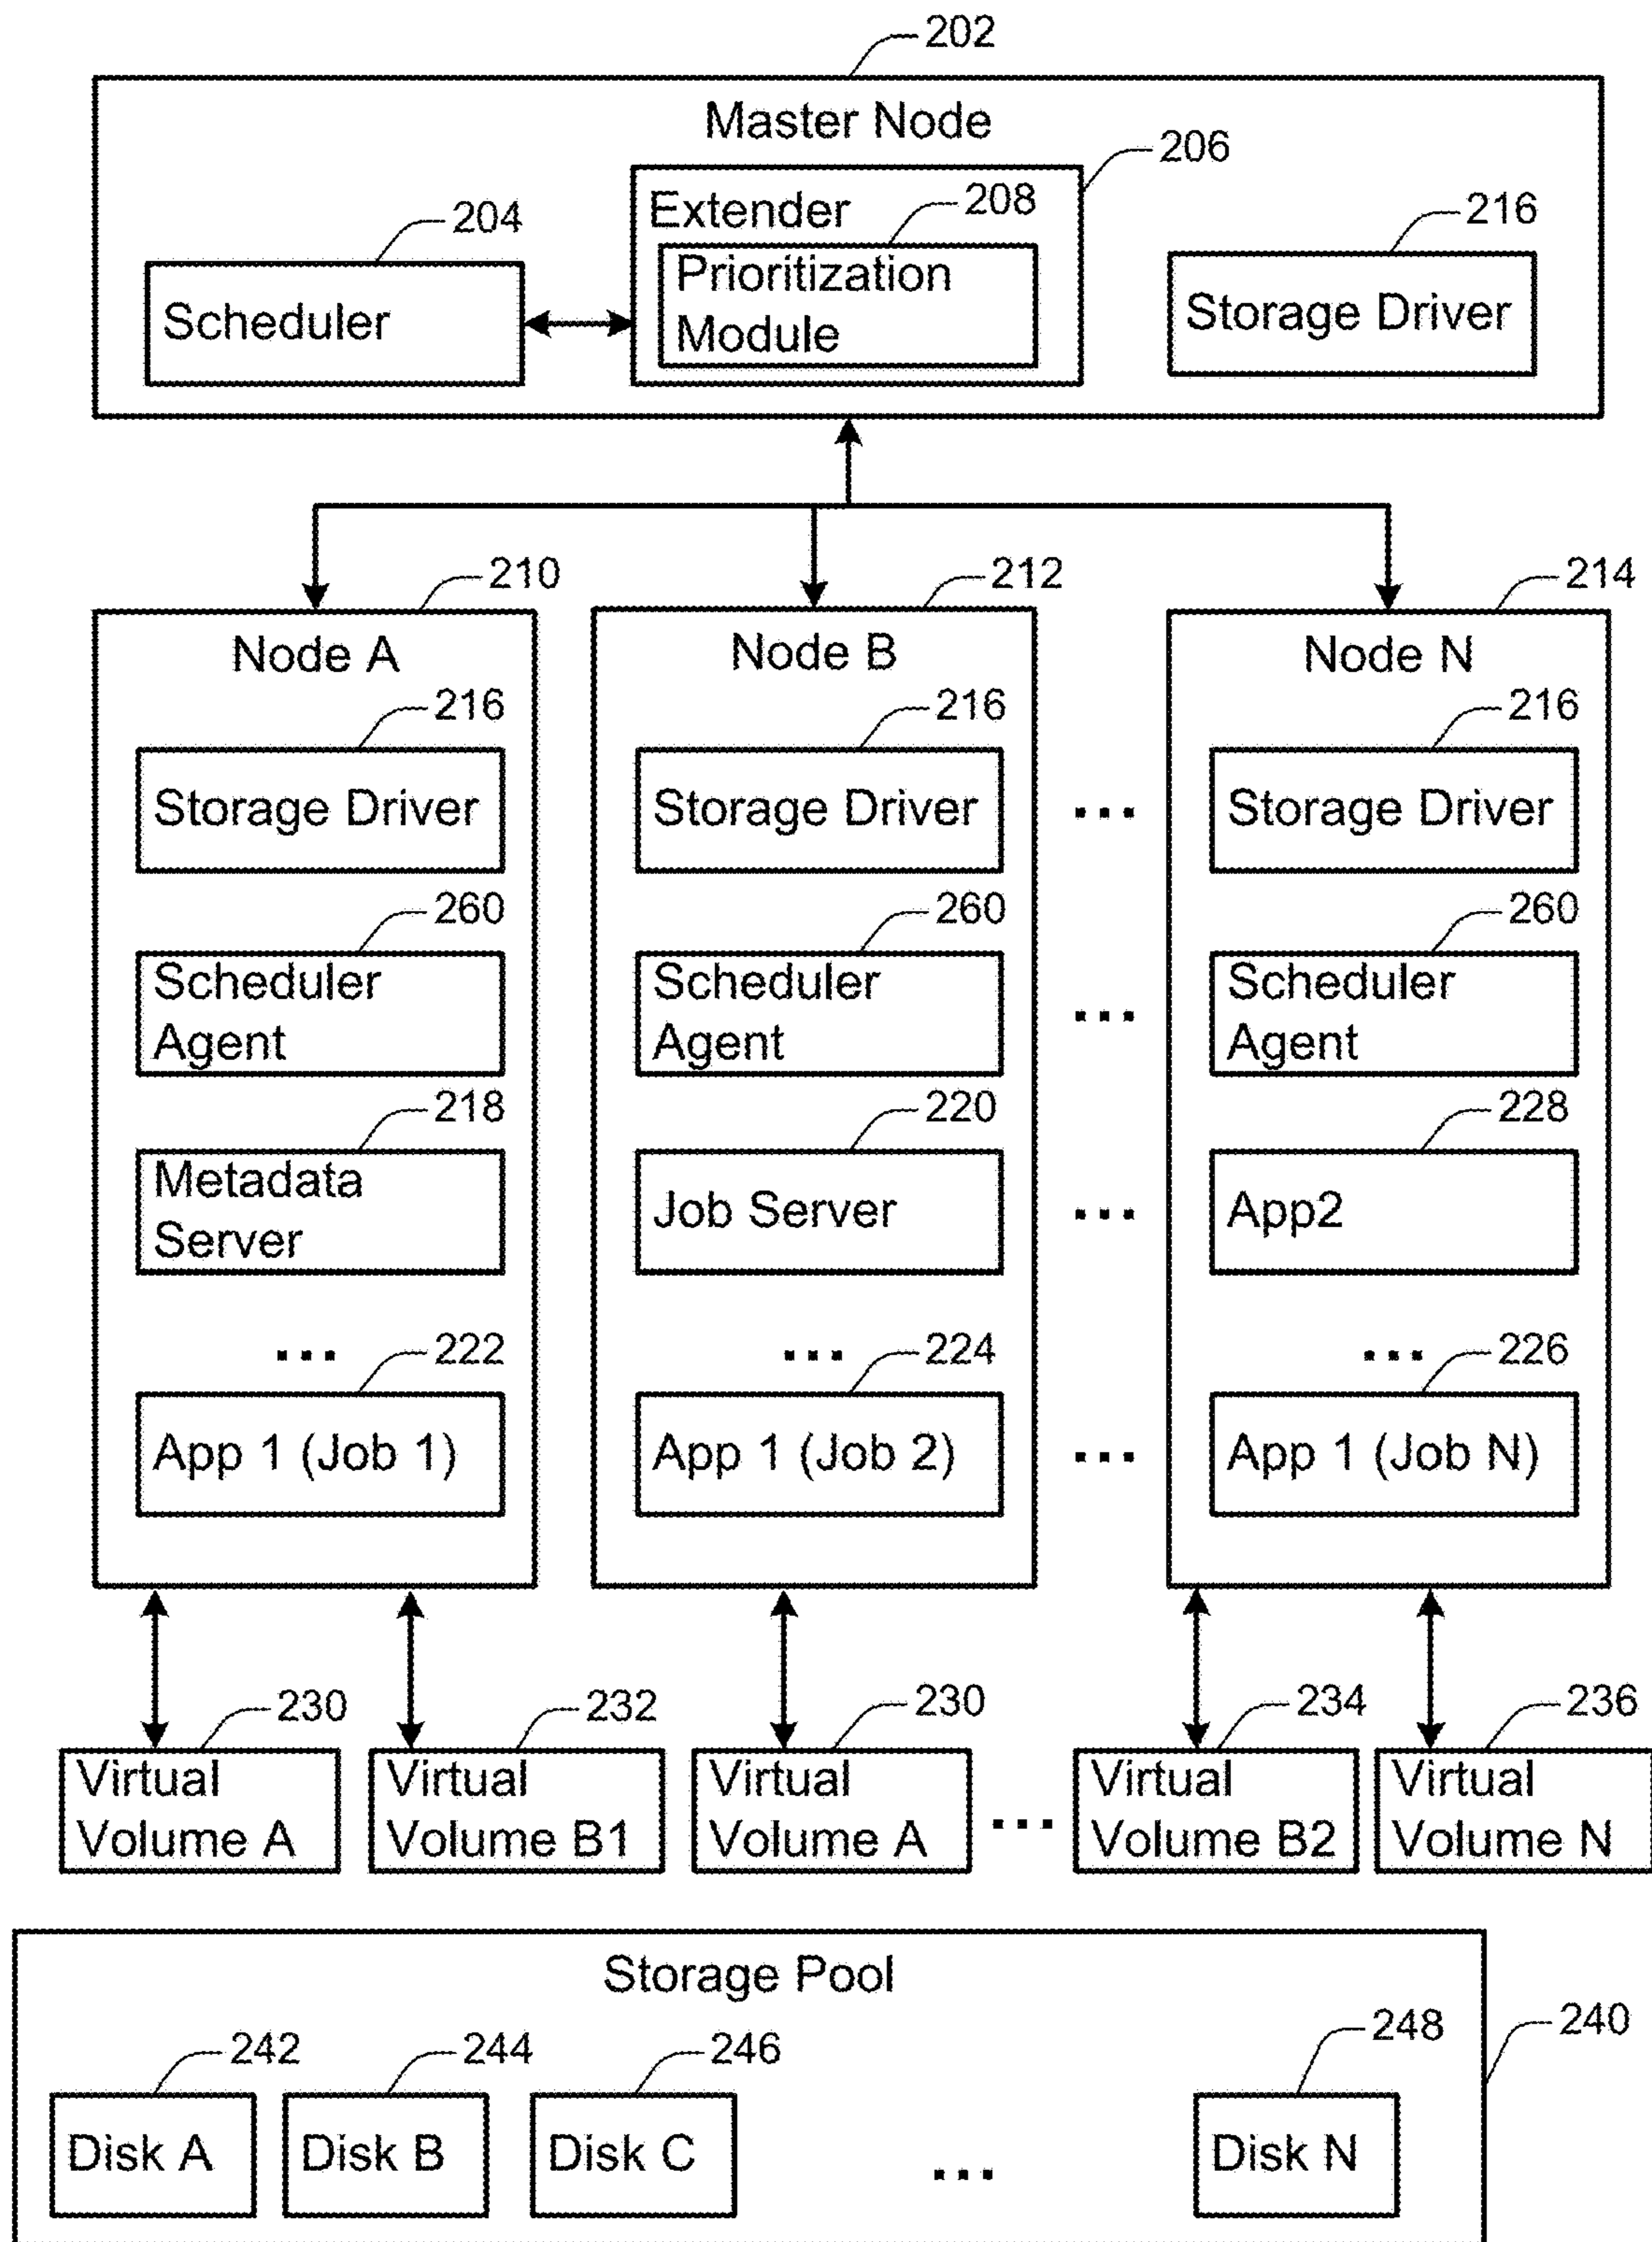 202
Master Node
206
Extender
208
204
216
Prioritization
Module
Scheduler
Storage Driver
210
212
214
Node A
Node B
Node N
216
216
216
Storage Driver
Storage Driver
...
Storage Driver
260
260
260
Scheduler
Agent
Scheduler
Agent
...
Scheduler
Agent
218
220
228
Metadata
Server
Job Server
...
App2
... 222
... 224
... 226
App 1 (Job 1)
App 1 (Job 2)
...
App 1 (Job N)
230
232
230
234
236
Virtual
Volume A
Virtual
Volume B1
Virtual
Volume A
...
Virtual
Volume B2
Virtual
Volume N
Storage Pool
242
244
246
248
240
Disk A
Disk B
Disk C
...
Disk N